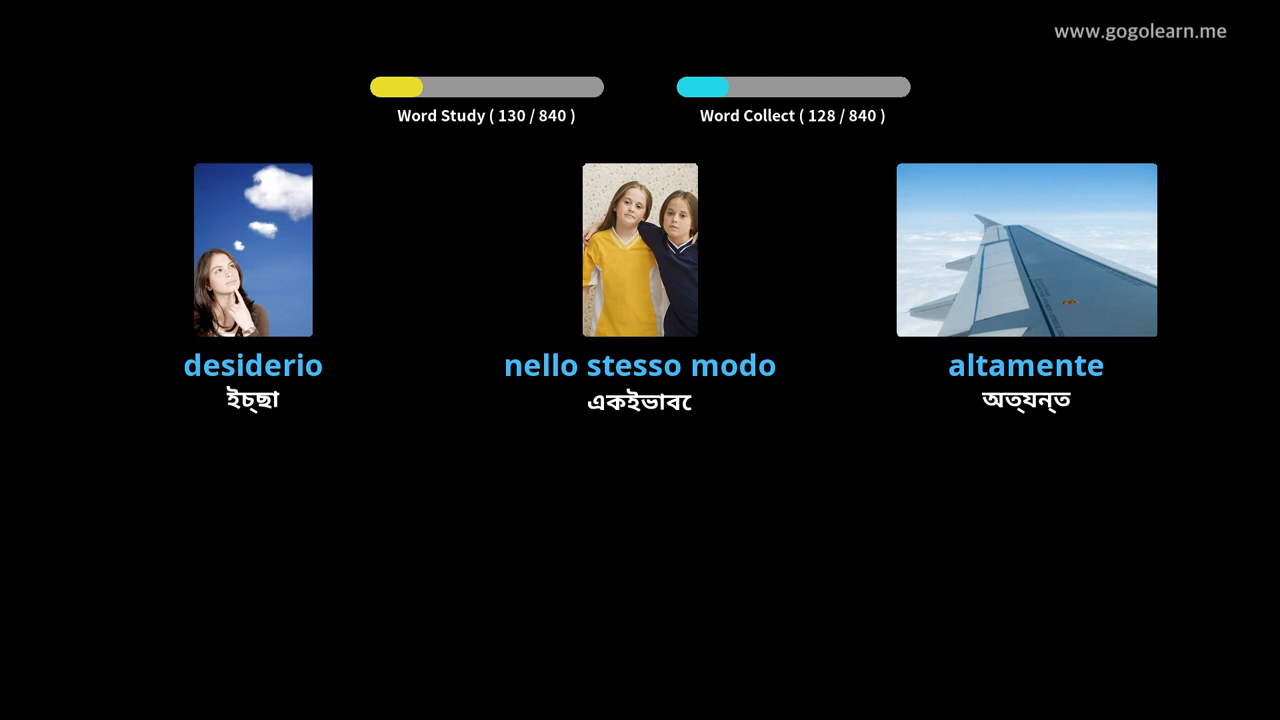 www.gogolearn.me
Word Study ( 130 / 840 )
Word Collect ( 128 / 840 )
desiderio
ইচ্ছা
nello stesso modo
একইভাবে
altamente
অত্যন্ত